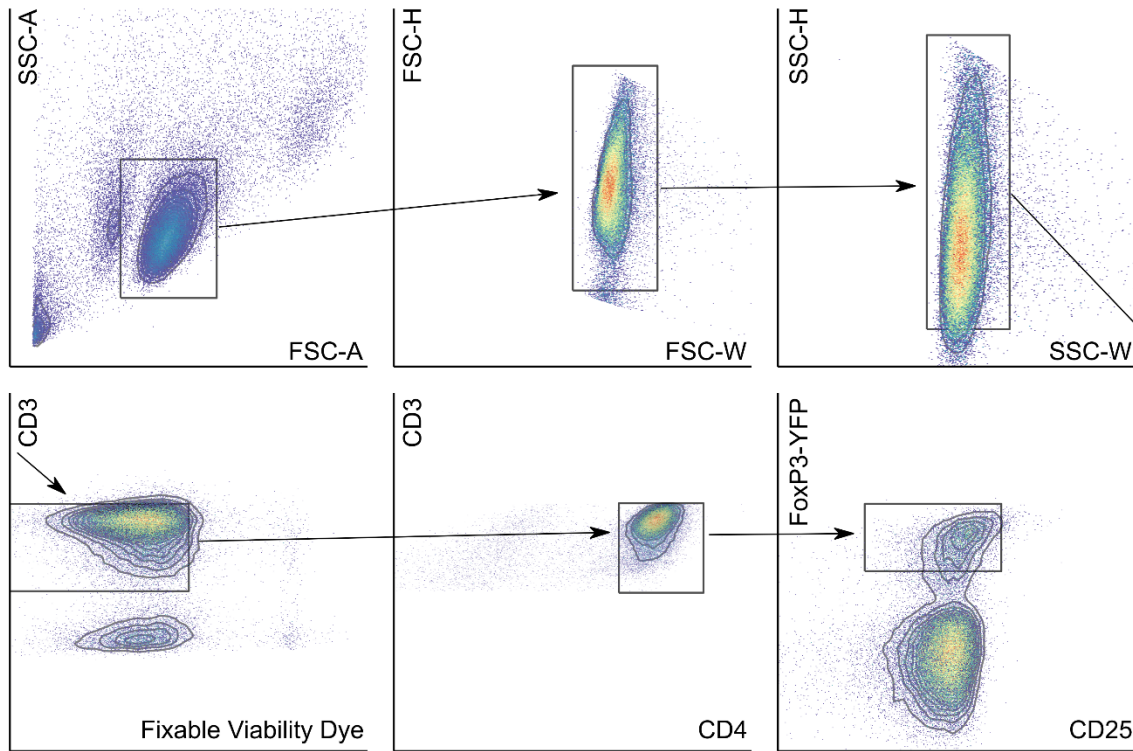 SSC-A
FSC-A
FSC-H
FSC-W
SSC-H
SSC-W
CD3
Fixable Viability Dye
CD3
CD4
FoxP3-YFP
CD25